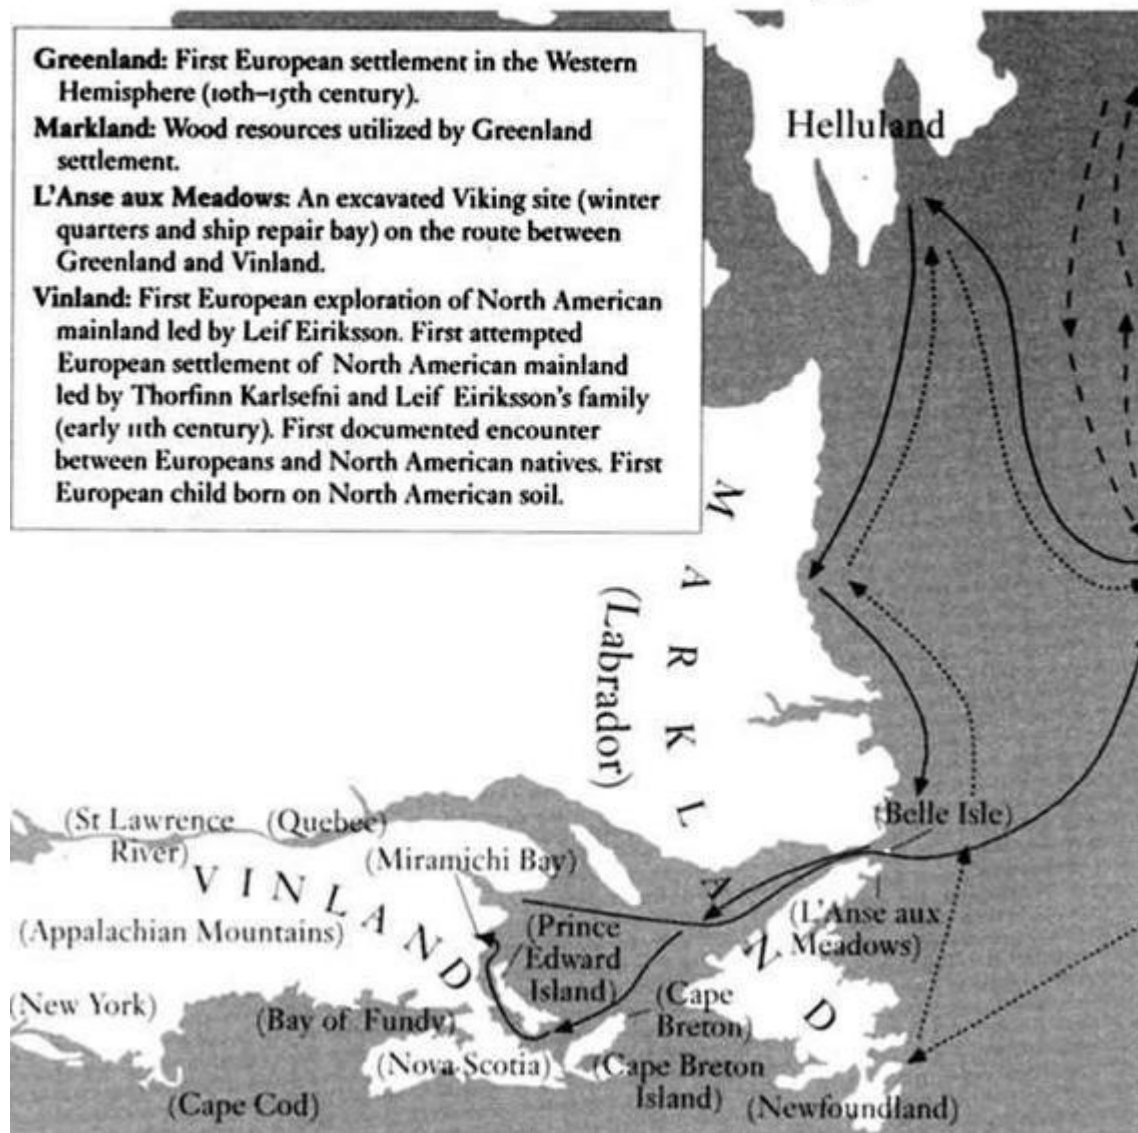 Greenland: First European settlement in the Western
Hemisphere (10th–15th century).
Markland: Wood resources utilized by Greenland
settlement.
L'Anse aux Meadows: An excavated Viking site (winter
quarters and ship repair bay) on the route between
Greenland and Vinland.
Vinland: First European exploration of North American
mainland led by Leif Eiriksson. First attempted
European settlement of North American mainland
led by Thorfinn Karlsefni and Leif Eiriksson's family
(early 11th century). First documented encounter
between Europeans and North American natives. First
European child born on North American soil.
Helluland
MARKLAND
(Labrador)
(Belle Isle)
(St Lawrence
River)
(Quebec)
(Miramichi Bay)
VINLAND
(Appalachian Mountains)
(Prince
Edward
Island)
(L'Anse aux
Meadows)
(New York)
(Bay of Fundy)
(Cape
Breton)
(Nova Scotia)
(Cape Breton
Island)
(Cape Cod)
(Newfoundland)